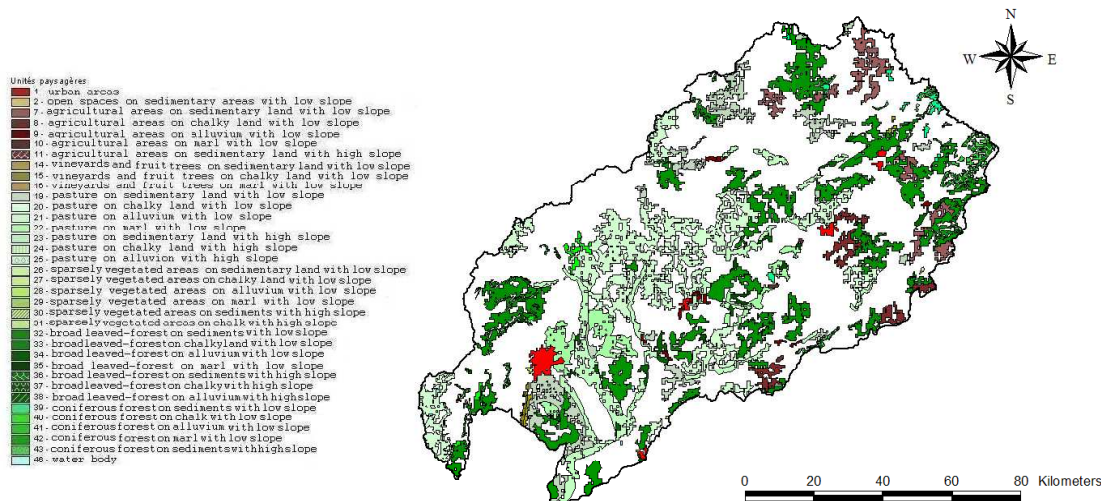 Unités paysagères
1 urban areas
2 - open spaces on sedimentary areas with low slope
7 - agricultural areas on sedimentary land with low slope
8 - agricultural areas on chalky land with low slope
9 - agricultural areas on alluvium with low slope
10 - agricultural areas on marl with low slope
11 - agricultural areas on sedimentary land with high slope
14 - vineyards and fruit trees on sedimentary land with low slope
15 - vineyards and fruit trees on chalky land with low slope
16 - vineyards and fruit trees on marl with low slope
19 - pasture on sedimentary land with low slope
20 - pasture on chalky land with low slope
21 - pasture on alluvium with low slope
22 - pasture on marl with low slope
23 - pasture on sedimentary land with high slope
24 - pasture on chalky land with high slope
25 - pasture on alluvion with high slope
26 - sparsely vegetated areas on sedimentary land with low slope
27 - sparsely vegetated areas on chalky land with low slope
28 - sparsely vegetated areas on alluvium with low slope
29 - sparsely vegetated areas on marl with low slope
30 - sparsely vegetated areas on sediments with high slope
31 - sparsely vegetated areas on chalk with high slope
32 - broad leaved-forest on sediments with low slope
33 - broad leaved-forest on chalky land with low slope
34 - broad leaved-forest on alluvium with low slope
35 - broad leaved-forest on marl with low slope
36 - broad leaved-forest on sediments with high slope
37 - broad leaved-forest on chalky with high slope
38 - broad leaved-forest on alluvial with high slope
39 - coniferous forest on sediments with low slope
40 - coniferous forest on chalk with low slope
41 - coniferous forest on alluvium with low slope
42 - coniferous forest on marl with low slope
43 - coniferous forest on sediments with high slope
46 - water body
N
W E
S
0 20 40 60 80 Kilometers